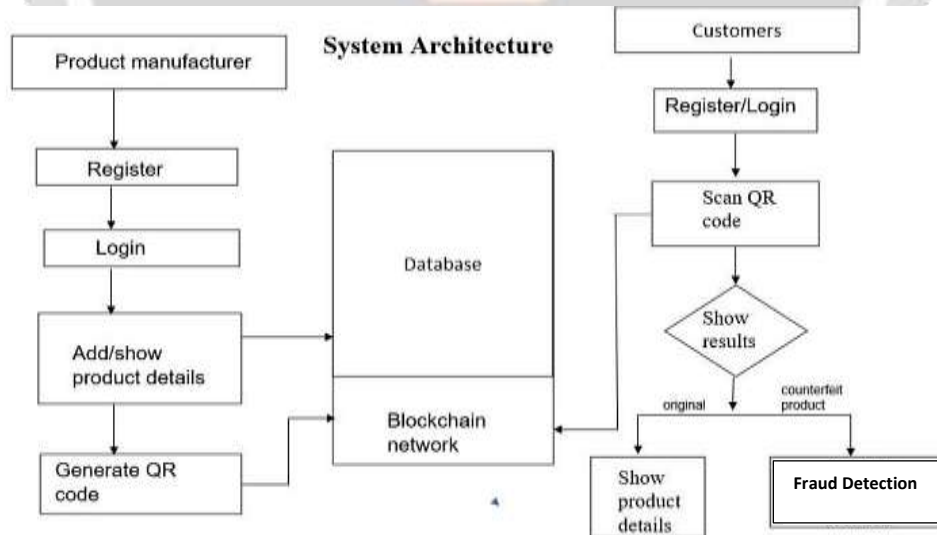 System Architecture
Product manufacturer
Register
Login
Add/show
product details
Generate QR
code
Database
Blockchain
network
Customers
Register/Login
Scan QR
code
Show
results
original
counterfeit
product
Show
product
details
Fraud Detection